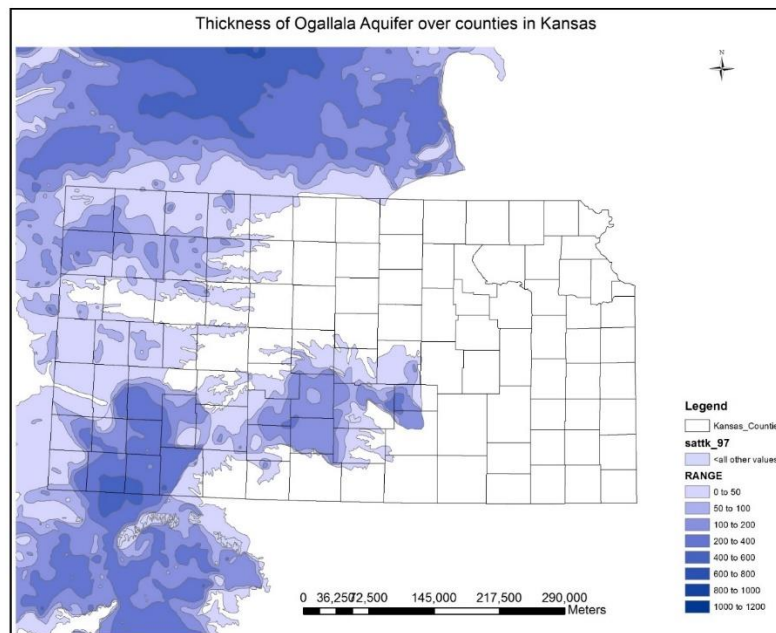 Thickness of Ogallala Aquifer over counties in Kansas
N
Legend
Kansas_Countie
sattk_97
<all other values
RANGE
0 to 50
50 to 100
100 to 200
200 to 400
400 to 600
600 to 800
800 to 1000
1000 to 1200
0 36,250 72,500 145,000 217,500 290,000
Meters